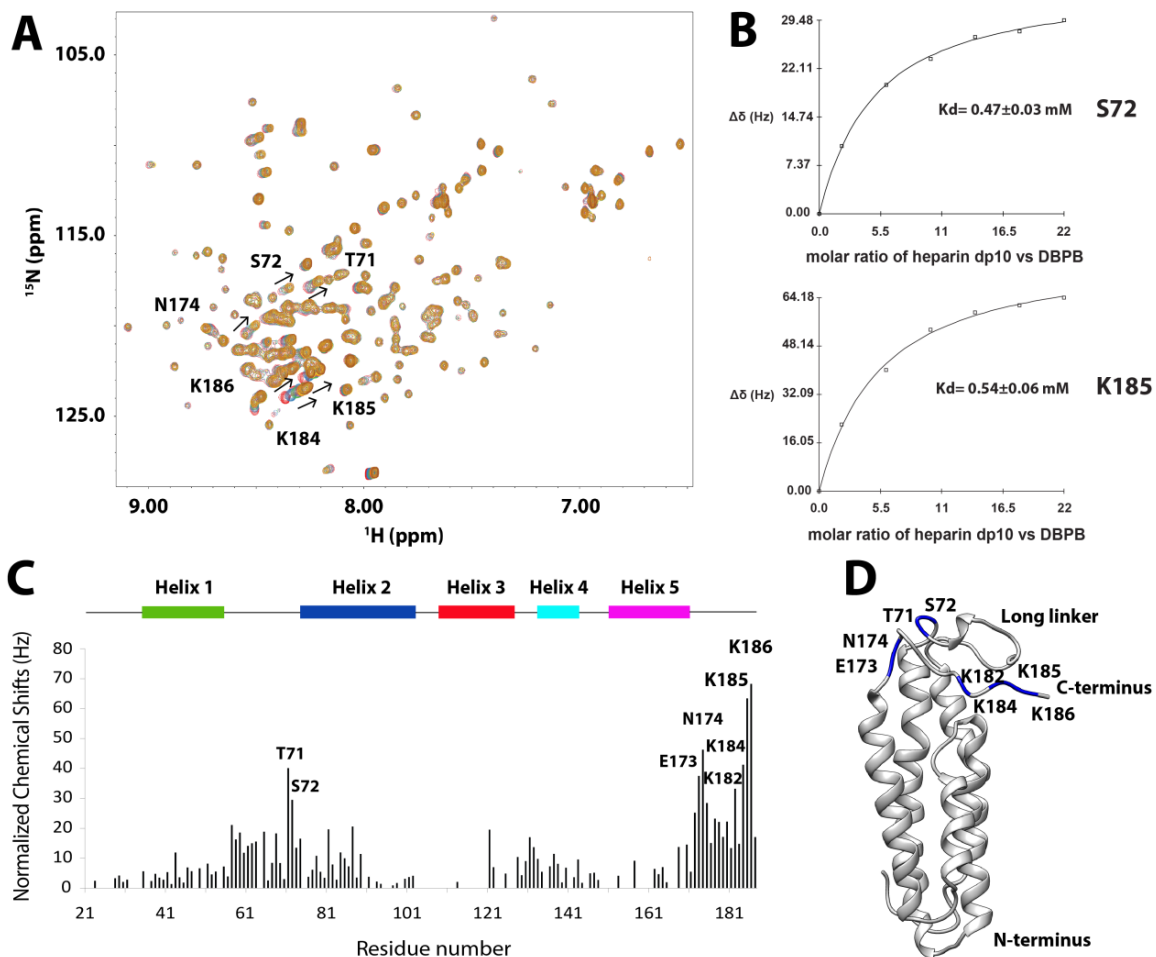 A
105.0
115.0
125.0
¹⁵N (ppm)
S72
T71
N174
K186
K185
K184
9.00
8.00
7.00
¹H (ppm)
B
29.48
22.11
14.74
7.37
0.00
Δδ (Hz)
Kd= 0.47±0.03 mM
S72
0.0
5.5
11
16.5
22
molar ratio of heparin dp10 vs DBPB
64.18
48.14
32.09
16.05
0.00
Δδ (Hz)
Kd= 0.54±0.06 mM
K185
0.0
5.5
11
16.5
22
molar ratio of heparin dp10 vs DBPB
C
Helix 1
Helix 2
Helix 3
Helix 4
Helix 5
Normalized Chemical Shifts (Hz)
80
70
60
50
40
30
20
10
0
T71
S72
K186
K185
N174
K184
E173
K182
21
41
61
81
101
121
141
161
181
Residue number
D
S72
T71
Long linker
N174
E173
K182
K185
C-terminus
K184
K186
N-terminus